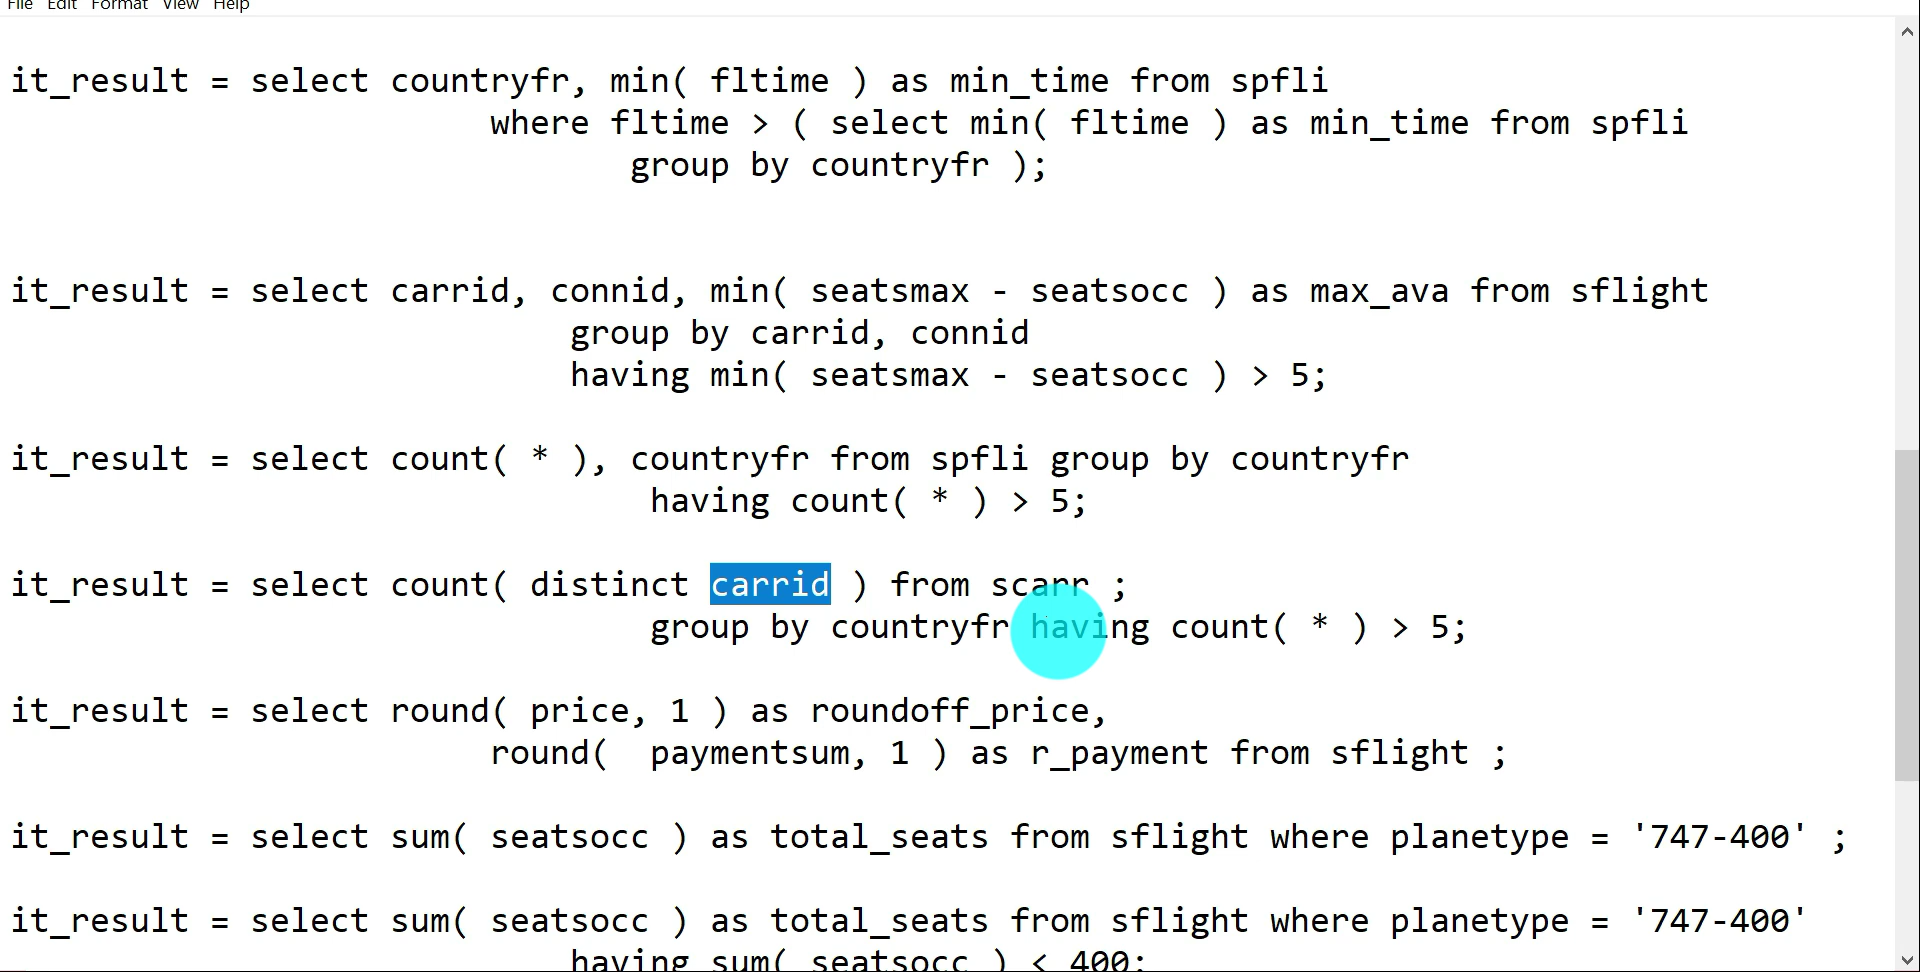 File Edit Format View Help
it_result = select countryfr, min( fltime ) as min_time from spfli
where fltime > ( select min( fltime ) as min_time from spfli
group by countryfr );
it_result = select carrid, connid, min( seatsmax - seatsocc ) as max_ava from sflight
group by carrid, connid
having min( seatsmax - seatsocc ) > 5;
it_result = select count( * ), countryfr from spfli group by countryfr
having count( * ) > 5;
it_result = select count( distinct carrid ) from scarr ;
group by countryfr having count( * ) > 5;
it_result = select round( price, 1 ) as roundoff_price,
round(  paymentsum, 1 ) as r_payment from sflight ;
it_result = select sum( seatsocc ) as total_seats from sflight where planetype = '747-400' ;
it_result = select sum( seatsocc ) as total_seats from sflight where planetype = '747-400'
having sum( seatsocc ) < 400;